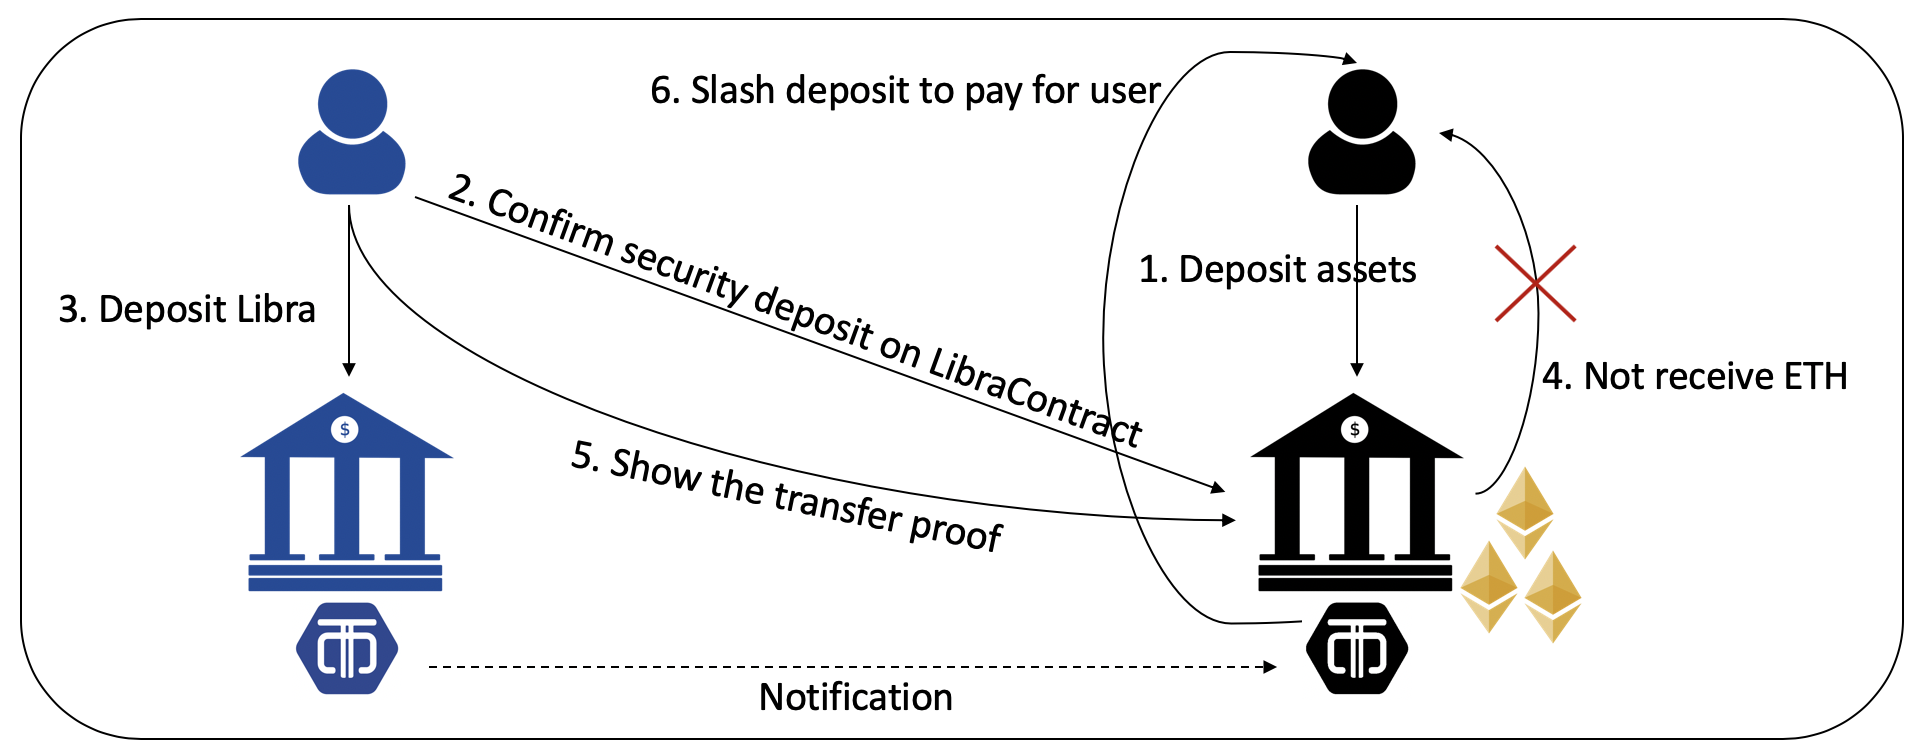 6. Slash deposit to pay for user
2. Confirm security deposit on LibraContract
1. Deposit assets
3. Deposit Libra
4. Not receive ETH
$
$
5. Show the transfer proof
Notification